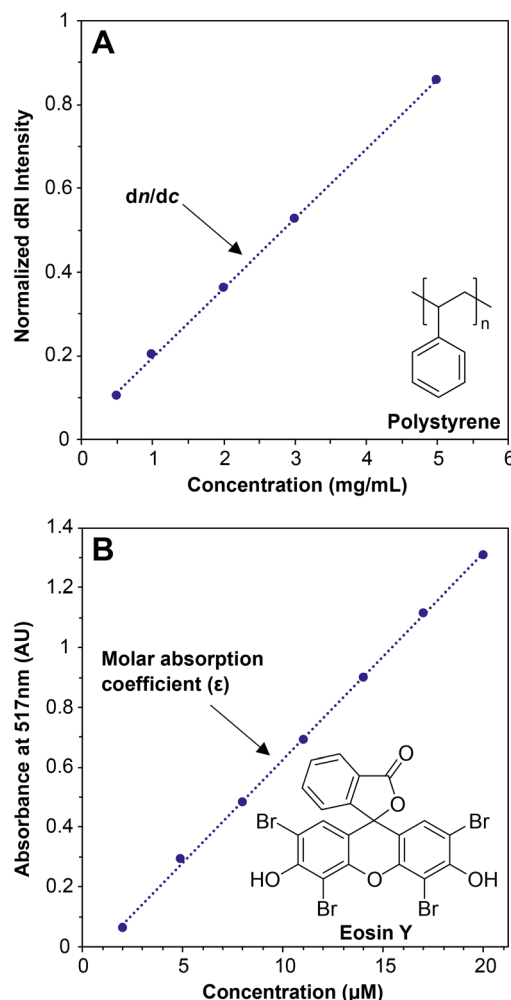 A
1
0.8
0.6
0.4
0.2
0
Normalized dRI Intensity
dn/dc
n
Polystyrene
0 1 2 3 4 5 6
Concentration (mg/mL)
B
1.4
1.2
1
0.8
0.6
0.4
0.2
0
Absorbance at 517nm (AU)
Molar absorption
coefficient (ε)
O
O
Br
Br
HO
O
OH
Br
Br
Eosin Y
0 5 10 15 20
Concentration (µM)